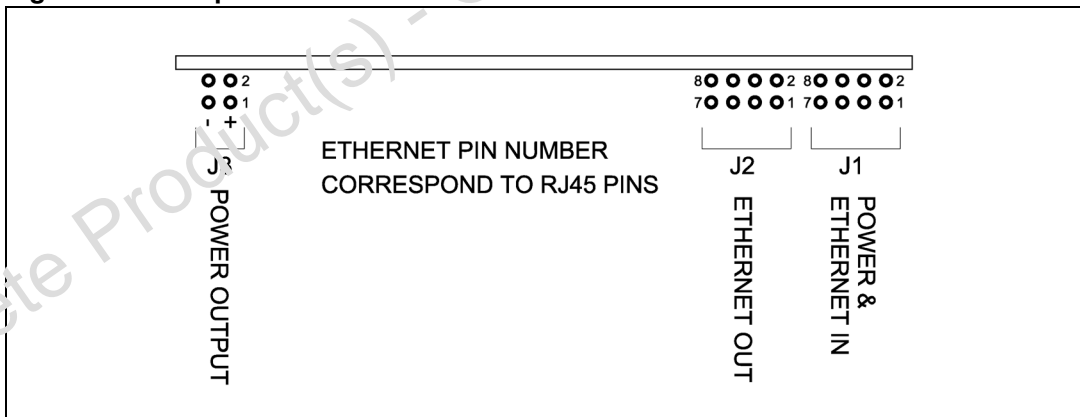 2 8 2 8 2
1 7 1 7 1
- +
J3 J2 J1
ETHERNET PIN NUMBER
CORRESPOND TO RJ45 PINS
POWER OUTPUT
ETHERNET OUT
POWER &
ETHERNET IN
Product(s) -